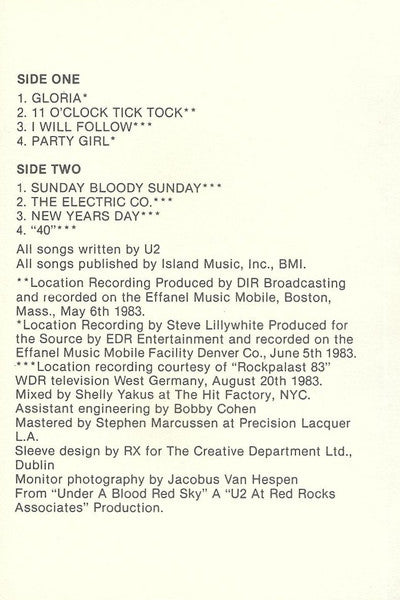 SIDE ONE
1. GLORIA*
2. 11 O'CLOCK TICK TOCK**
3. I WILL FOLLOW***
4. PARTY GIRL*
SIDE TWO
1. SUNDAY BLOODY SUNDAY***
2. THE ELECTRIC CO.***
3. NEW YEARS DAY***
4. “40”***
All songs written by U2
All songs published by Island Music, Inc., BMI.
**Location Recording Produced by DIR Broadcasting
and recorded on the Effanel Music Mobile, Boston,
Mass., May 6th 1983.
*Location Recording by Steve Lillywhite Produced for
the Source by EDR Entertainment and recorded on the
Effanel Music Mobile Facility Denver Co., June 5th 1983.
***Location recording courtesy of “Rockpalast 83”
WDR television West Germany, August 20th 1983.
Mixed by Shelly Yakus at The Hit Factory, NYC.
Assistant engineering by Bobby Cohen
Mastered by Stephen Marcussen at Precision Lacquer
L.A.
Sleeve design by RX for The Creative Department Ltd.,
Dublin
Monitor photography by Jacobus Van Hespen
From “Under A Blood Red Sky” A “U2 At Red Rocks
Associates” Production.